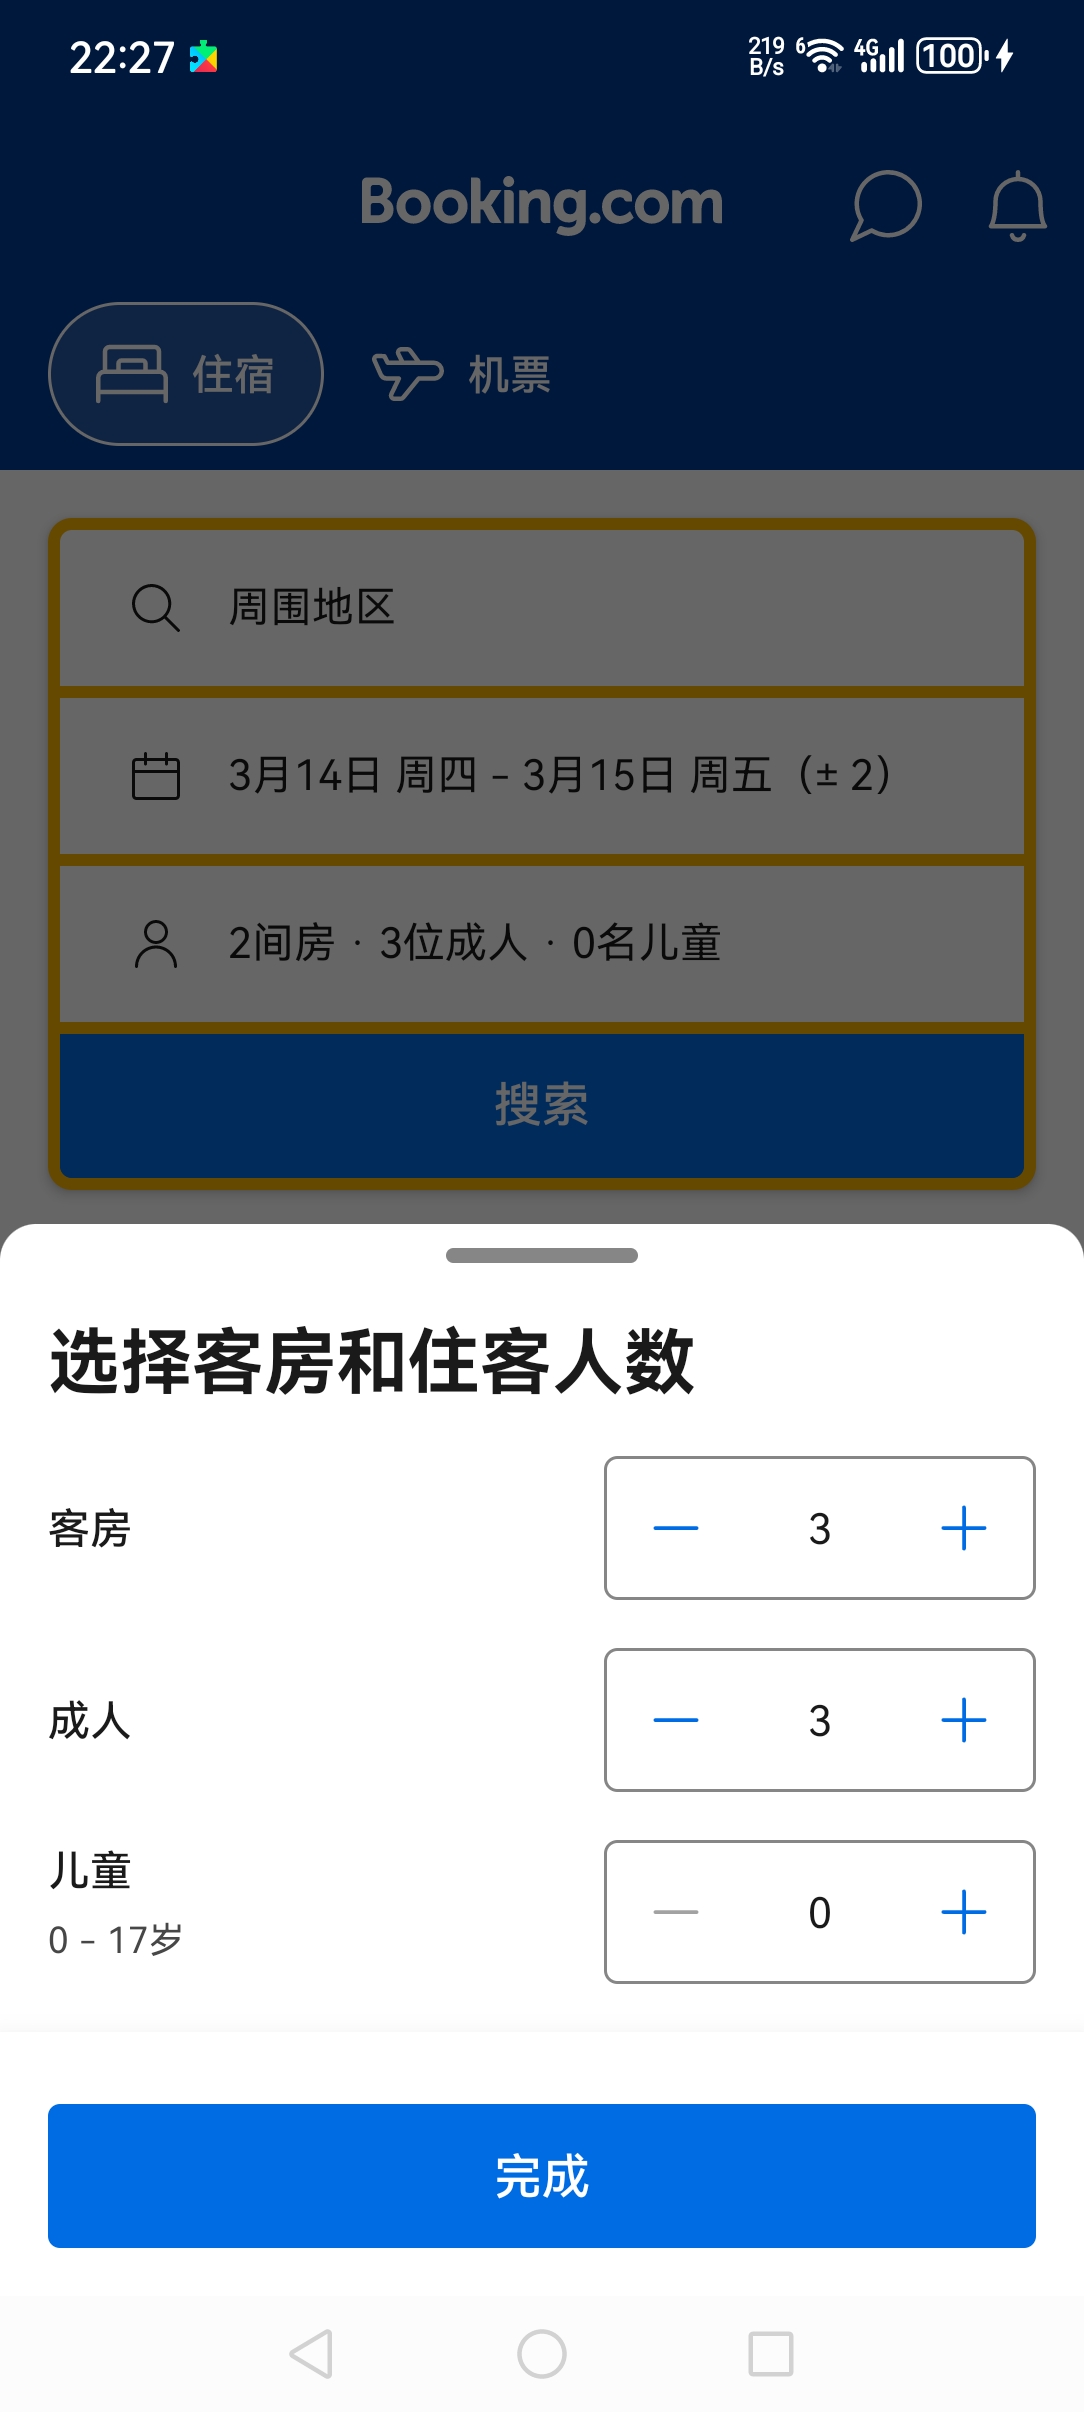 22:27
219 B/s
6
4G
100
Booking.com
住宿
机票
周围地区
3月14日 周四 – 3月15日 周五（± 2）
2间房 · 3位成人 · 0名儿童
搜索
选择客房和住客人数
客房
3
成人
3
儿童
0 – 17岁
0
完成